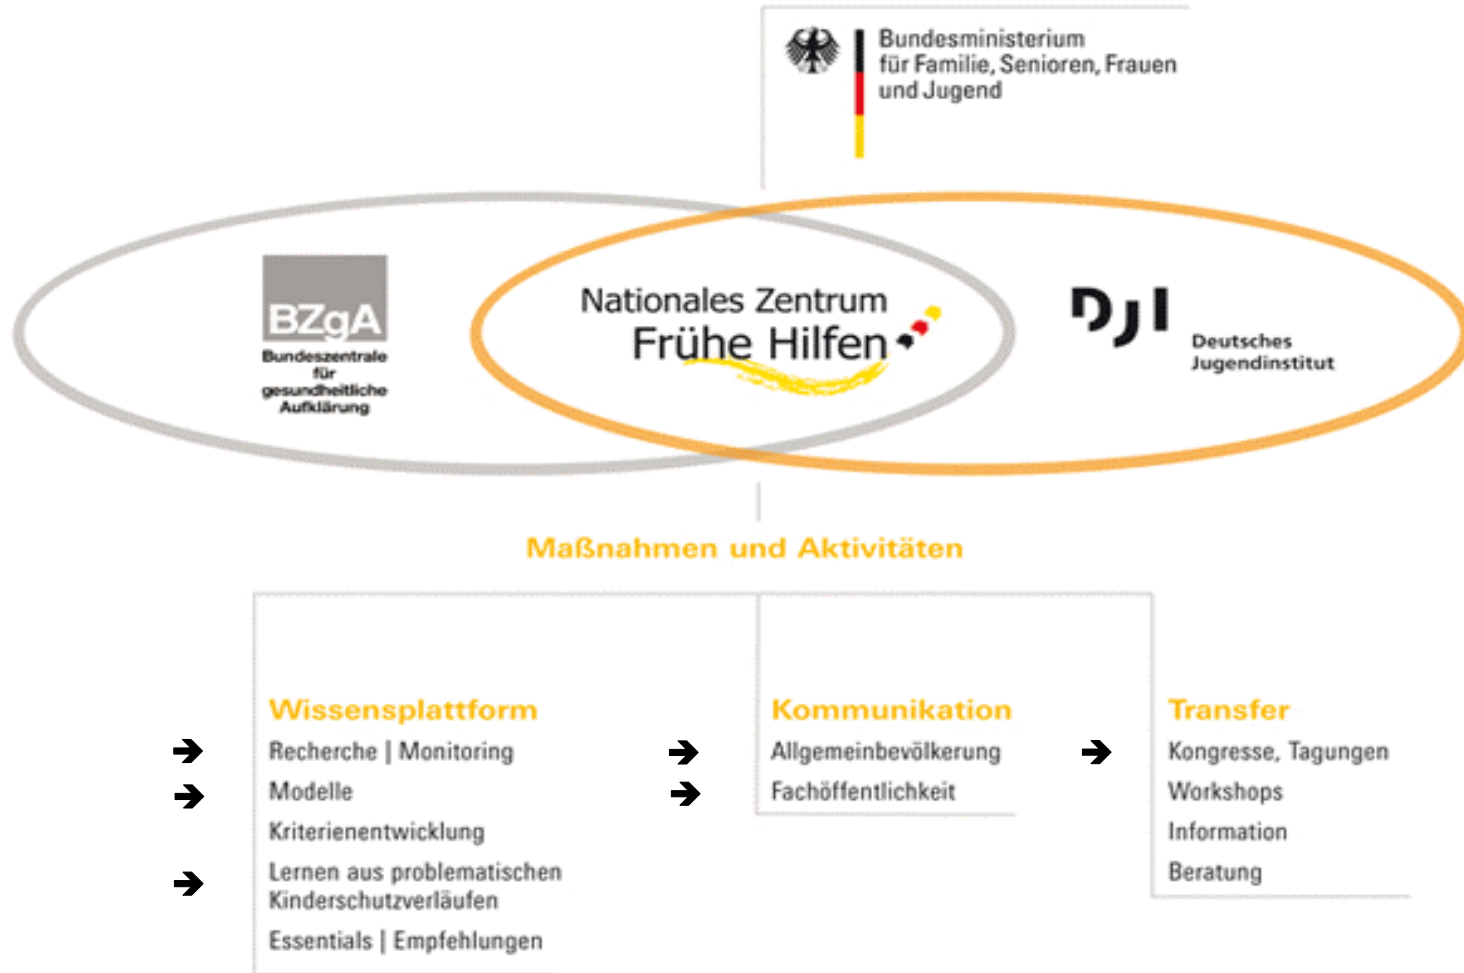 Bundesministerium
für Familie, Senioren, Frauen
und Jugend
BZgA
Bundeszentrale
für
gesundheitliche
Aufklärung
Nationales Zentrum
Frühe Hilfen
DJI
Deutsches
Jugendinstitut
Maßnahmen und Aktivitäten
Wissensplattform
Recherche | Monitoring
Modelle
Kriterienentwicklung
Lernen aus problematischen
Kinderschutzverläufen
Essentials | Empfehlungen
Kommunikation
Allgemeinbevölkerung
Fachöffentlichkeit
Transfer
Kongresse, Tagungen
Workshops
Information
Beratung